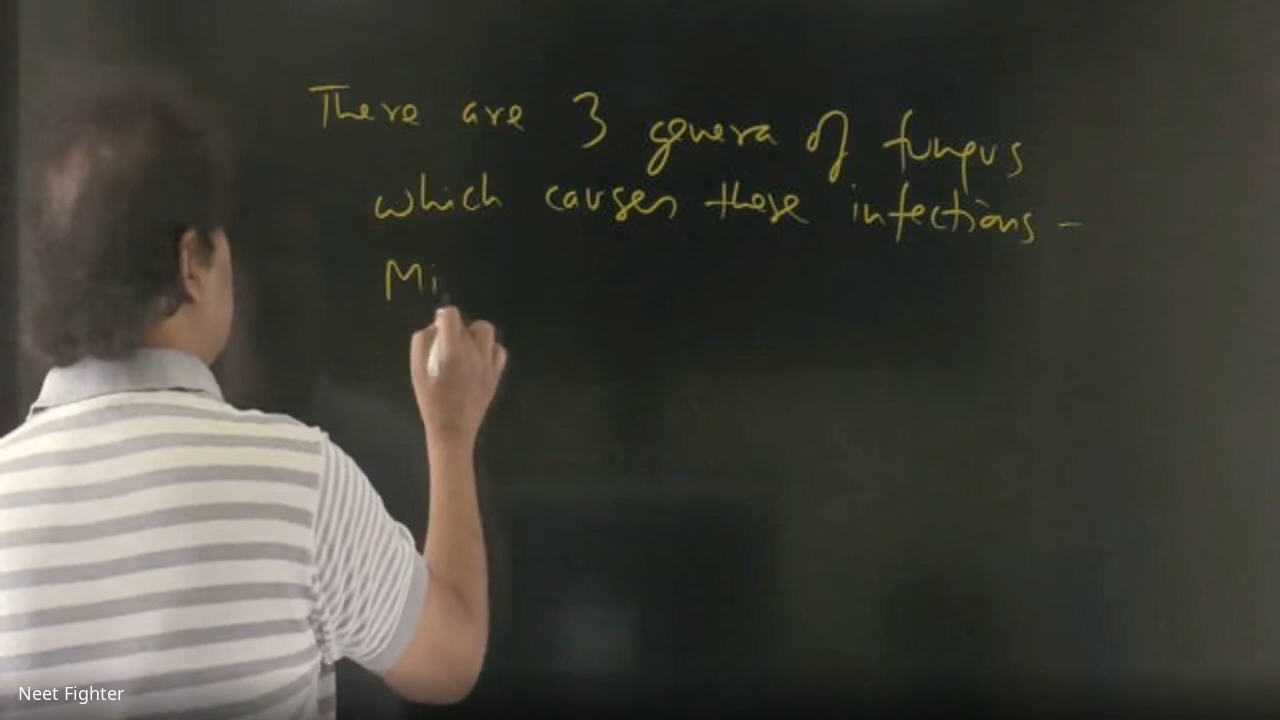 There are 3 genera of fungus
which causes these infections -
Mi
Neet Fighter